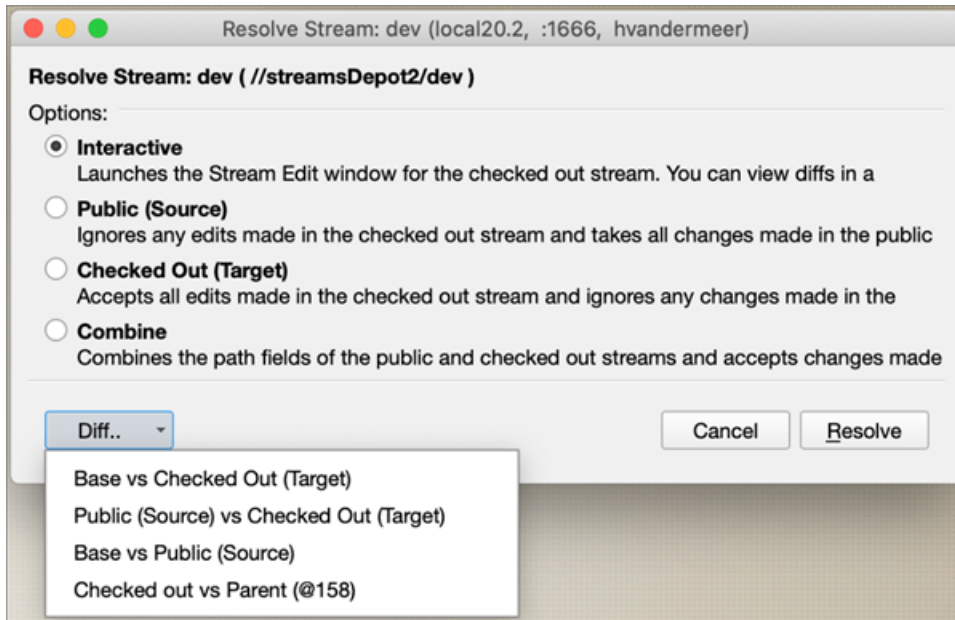 Resolve Stream: dev (local20.2, :1666, hvandermeer)
Resolve Stream: dev ( //streamsDepot2/dev )
Options:
Interactive
Launches the Stream Edit window for the checked out stream. You can view diffs in a
Public (Source)
Ignores any edits made in the checked out stream and takes all changes made in the public
Checked Out (Target)
Accepts all edits made in the checked out stream and ignores any changes made in the
Combine
Combines the path fields of the public and checked out streams and accepts changes made
Diff.. Cancel Resolve
Base vs Checked Out (Target)
Public (Source) vs Checked Out (Target)
Base vs Public (Source)
Checked out vs Parent (@158)